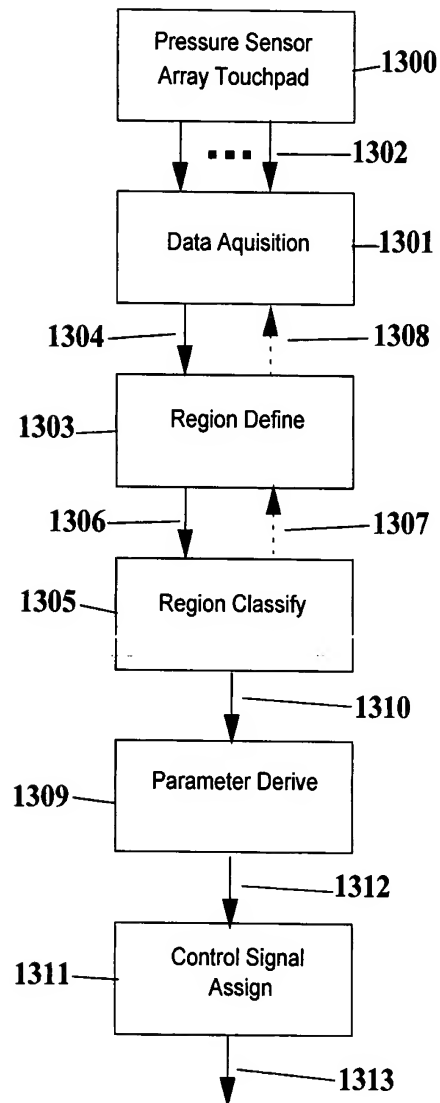 Pressure Sensor
Array Touchpad
1300
1302
Data Aquisition
1301
1304
1308
1303
Region Define
1306
1307
1305
Region Classify
1310
1309
Parameter Derive
1312
1311
Control Signal
Assign
1313